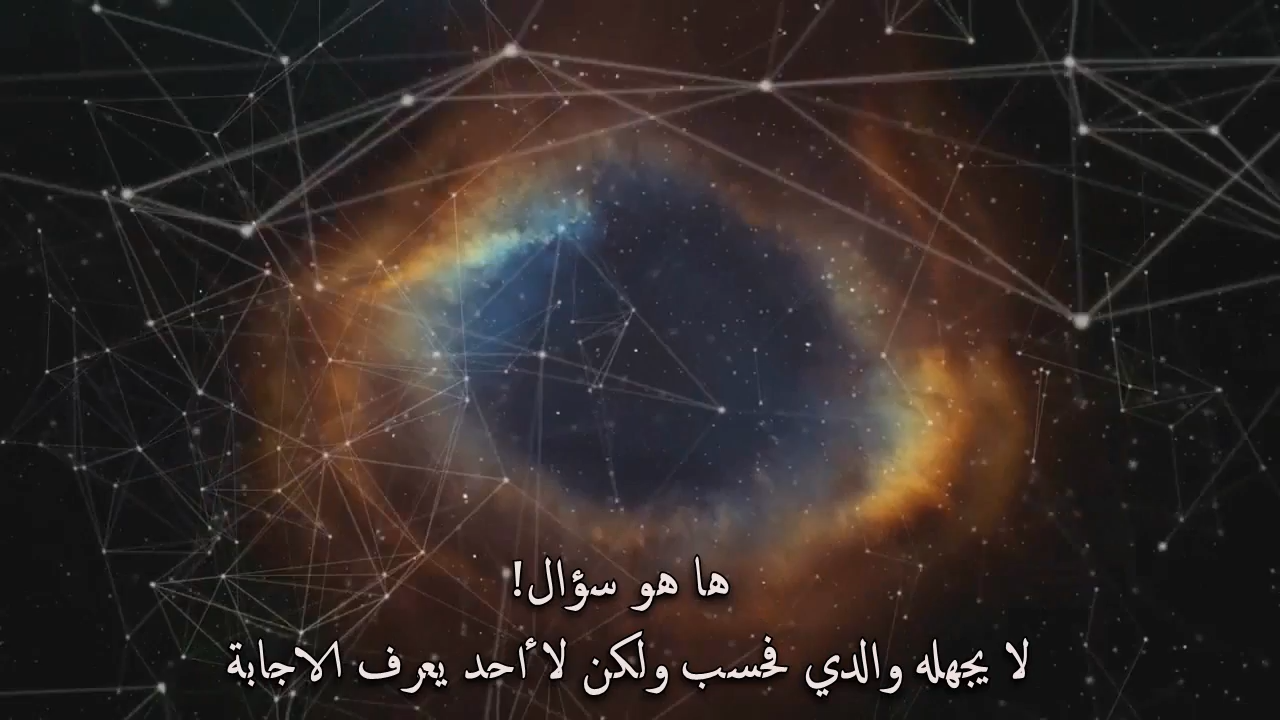 ها هو سؤال!
لا يجهله والدي فحسب ولكن لا أحد يعرف الاجابة